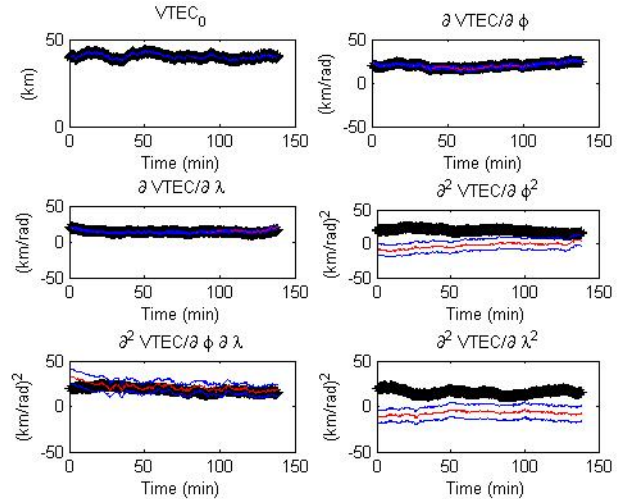 VTEC₀
50
0
(km)
0 50 100 150
Time (min)
∂ VTEC/∂ ϕ
50
0
-50
(km/rad)
0 50 100 150
Time (min)
∂ VTEC/∂ λ
50
0
-50
(km/rad)
0 50 100 150
Time (min)
∂² VTEC/∂ ϕ²
50
0
-50
(km/rad)²
0 50 100 150
Time (min)
∂² VTEC/∂ ϕ ∂ λ
50
0
-50
(km/rad)²
0 50 100 150
Time (min)
∂² VTEC/∂ λ²
50
0
-50
(km/rad)²
0 50 100 150
Time (min)